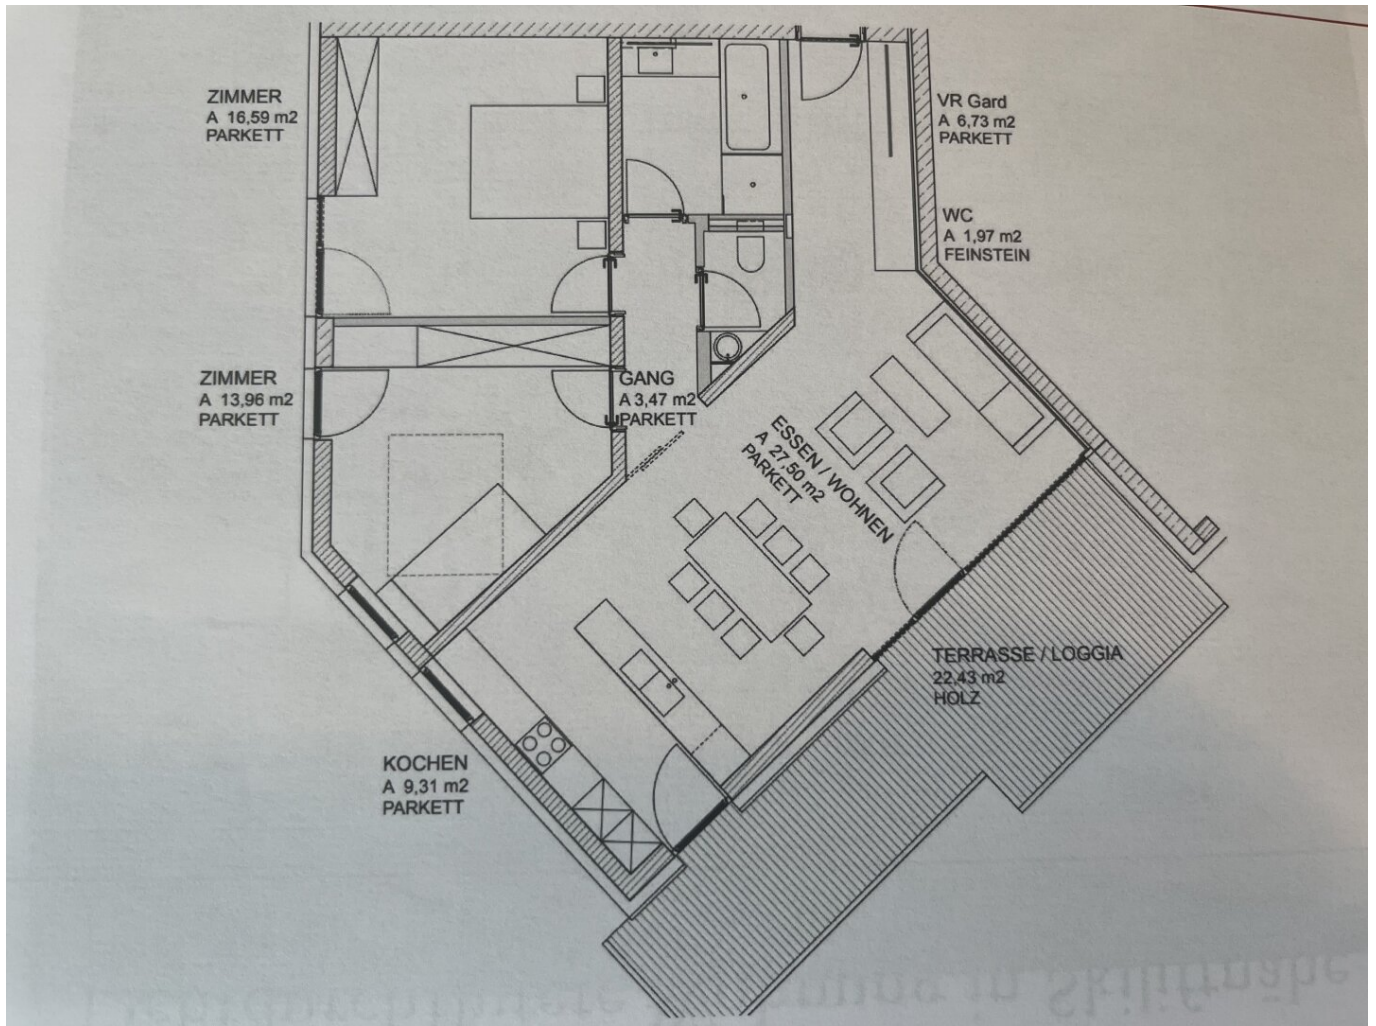 ZIMMER
A 16,59 m2
PARKETT
VR Gard
A 6,73 m2
PARKETT
WC
A 1,97 m2
FEINSTEIN
ZIMMER
A 13,96 m2
PARKETT
GANG
A 3,47 m2
PARKETT
ESSEN / WOHNEN
A 27,50 m2
PARKETT
TERRASSE / LOGGIA
22,43 m2
HOLZ
KOCHEN
A 9,31 m2
PARKETT
in Skiliftnähe